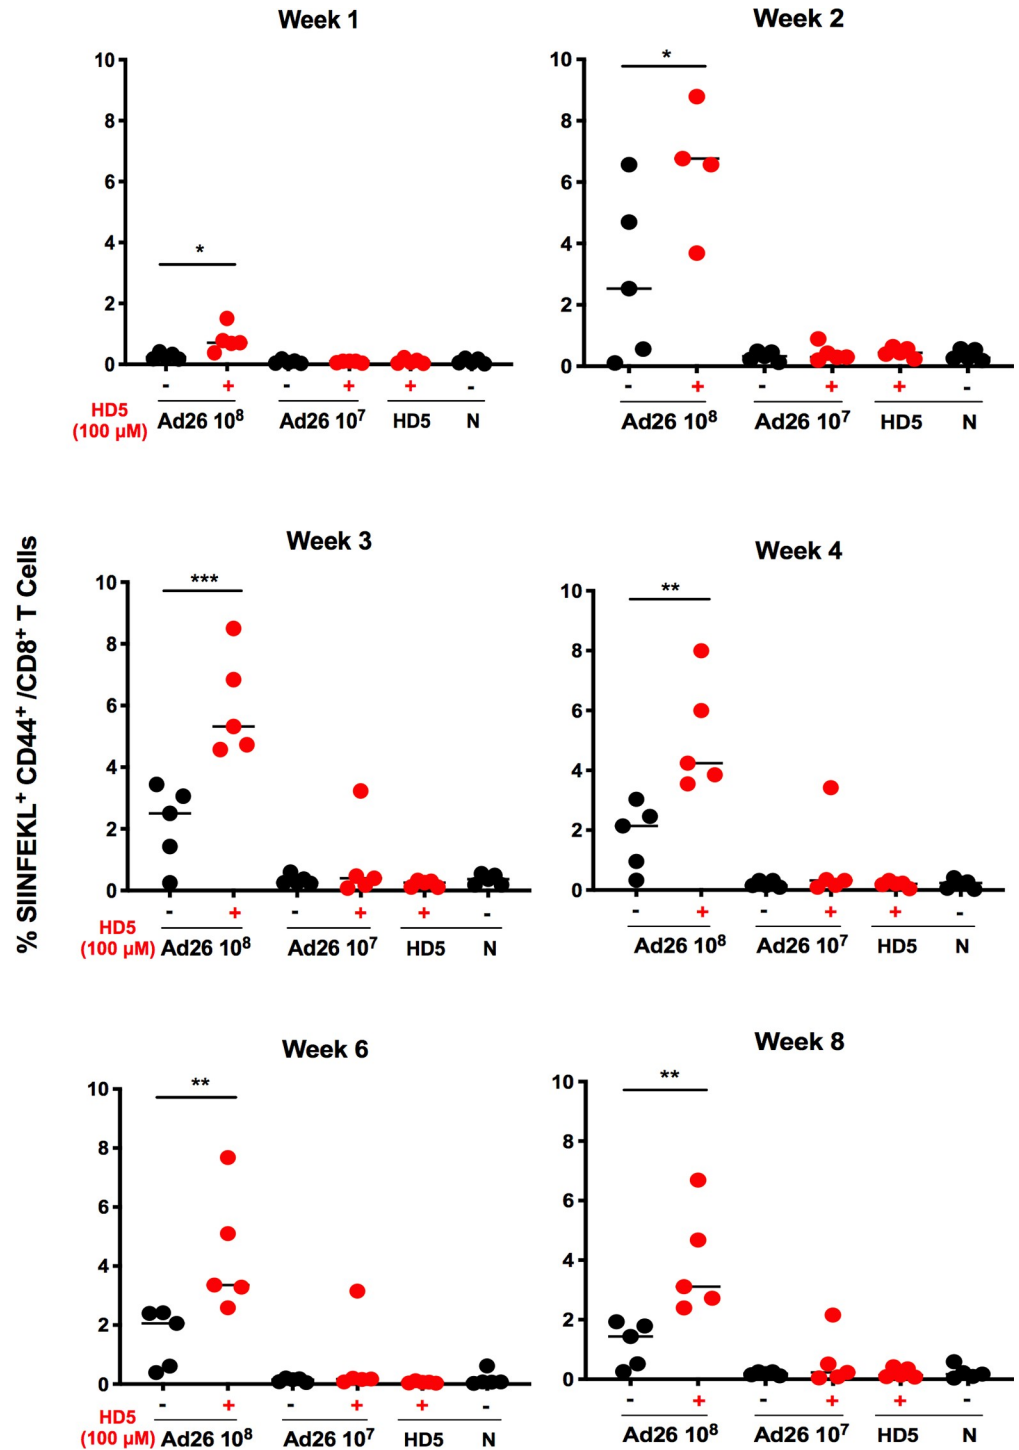 Week 1
*
10
8
6
4
2
0
- + - + + -
HD5
(100 µM)
Ad26 10⁸ Ad26 10⁷ HD5 N
Week 2
*
10
8
6
4
2
0
- + - + + -
Ad26 10⁸ Ad26 10⁷ HD5 N
% SIINFEKL⁺ CD44⁺ /CD8⁺ T Cells
Week 3
***
10
8
6
4
2
0
- + - + + -
HD5
(100 µM)
Ad26 10⁸ Ad26 10⁷ HD5 N
Week 4
**
10
8
6
4
2
0
- + - + + -
Ad26 10⁸ Ad26 10⁷ HD5 N
Week 6
**
10
8
6
4
2
0
- + - + + -
HD5
(100 µM)
Ad26 10⁸ Ad26 10⁷ HD5 N
Week 8
**
10
8
6
4
2
0
- + - + + -
Ad26 10⁸ Ad26 10⁷ HD5 N